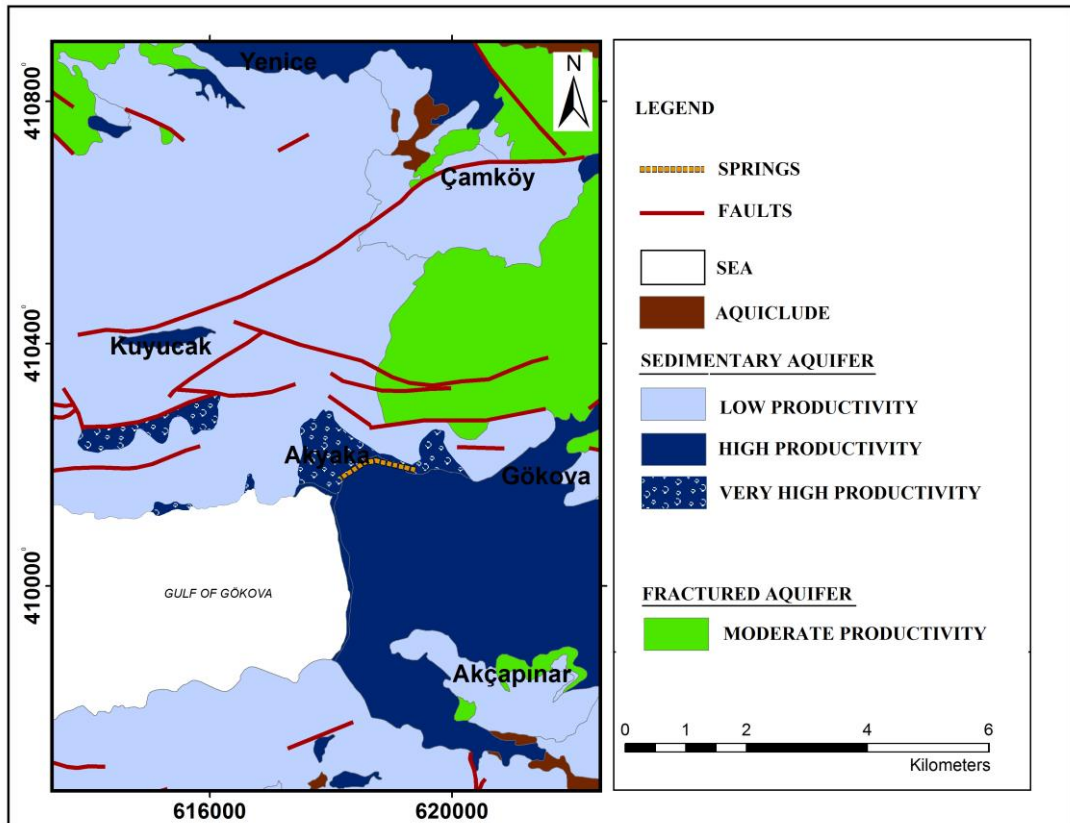 Yenice
N
410800°
Çamköy
410400°
Kuyucak
Akyaka
Gökova
410000°
GULF OF GÖKOVA
Akçapınar
616000
620000
LEGEND
SPRINGS
FAULTS
SEA
AQUICLUDE
SEDIMENTARY AQUIFER
LOW PRODUCTIVITY
HIGH PRODUCTIVITY
VERY HIGH PRODUCTIVITY
FRACTURED AQUIFER
MODERATE PRODUCTIVITY
0 1 2 4 6
Kilometers